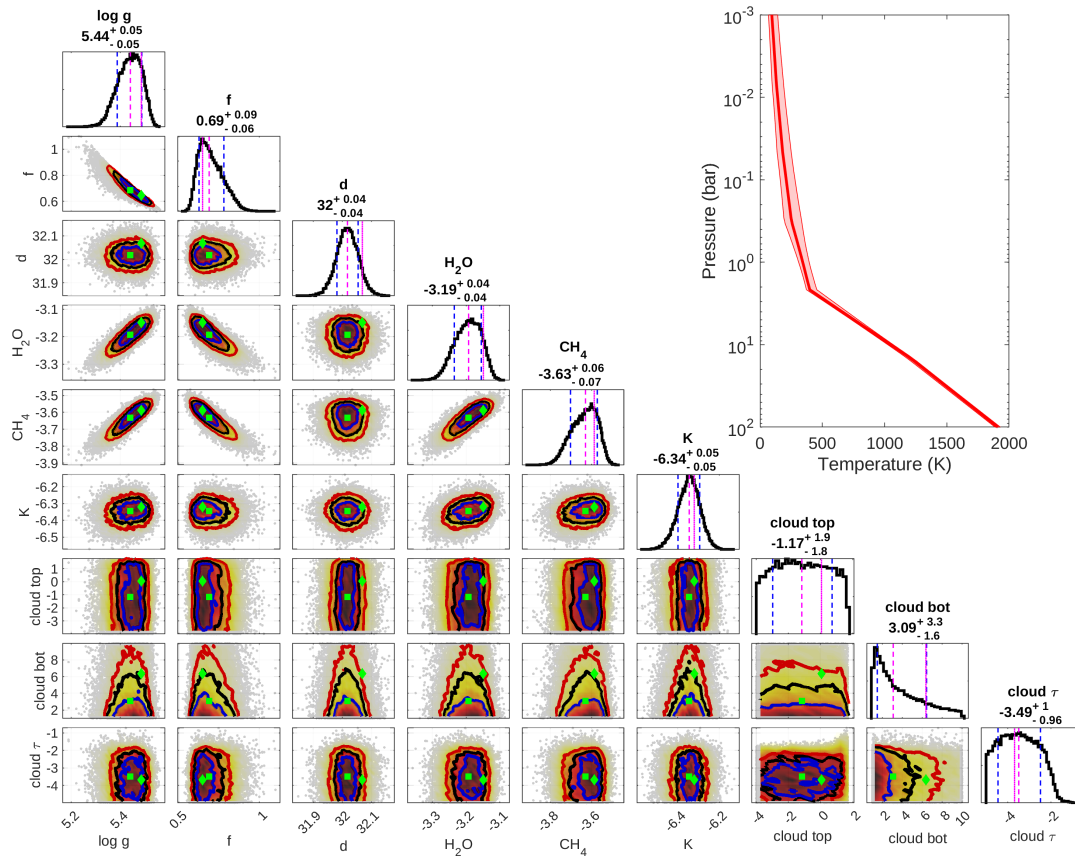 log g
5.44 + 0.05 - 0.05
f
0.69 + 0.09 - 0.06
d
32 + 0.04 - 0.04
H2O
-3.19 + 0.04 - 0.04
CH4
-3.63 + 0.06 - 0.07
K
-6.34 + 0.05 - 0.05
cloud top
-1.17 + 1.9 - 1.8
cloud bot
3.09 + 3.3 - 1.6
cloud τ
-3.49 + 1 - 0.96
10-3
10-2
10-1
100
101
102
Pressure (bar)
0 500 1000 1500 2000
Temperature (K)
f
1
0.8
0.6
d
32.1
32
31.9
H2O
-3.1
-3.2
-3.3
CH4
-3.5
-3.6
-3.7
-3.8
-3.9
K
-6.2
-6.3
-6.4
-6.5
cloud top
1
0
-1
-2
-3
cloud bot
8
6
4
2
cloud τ
-1
-2
-3
-4
5.2 5.4 0.5 1 31.9 32 32.1 -3.3 -3.2 -3.1 -3.8 -3.6 -6.4 -6.2 -4 -2 0 2 2 4 6 8 10 -4 -2
log g f d H2O CH4 K cloud top cloud bot cloud τ